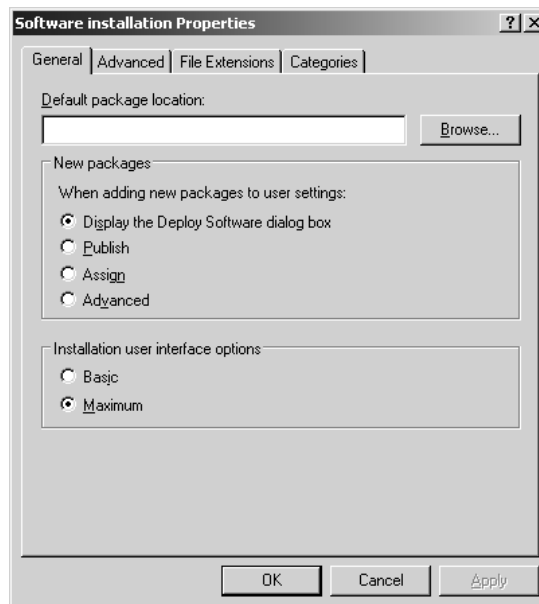 Software installation Properties
General Advanced File Extensions Categories
Default package location:
Browse...
New packages
When adding new packages to user settings:
Display the Deploy Software dialog box
Publish
Assign
Advanced
Installation user interface options
Basic
Maximum
OK Cancel Apply